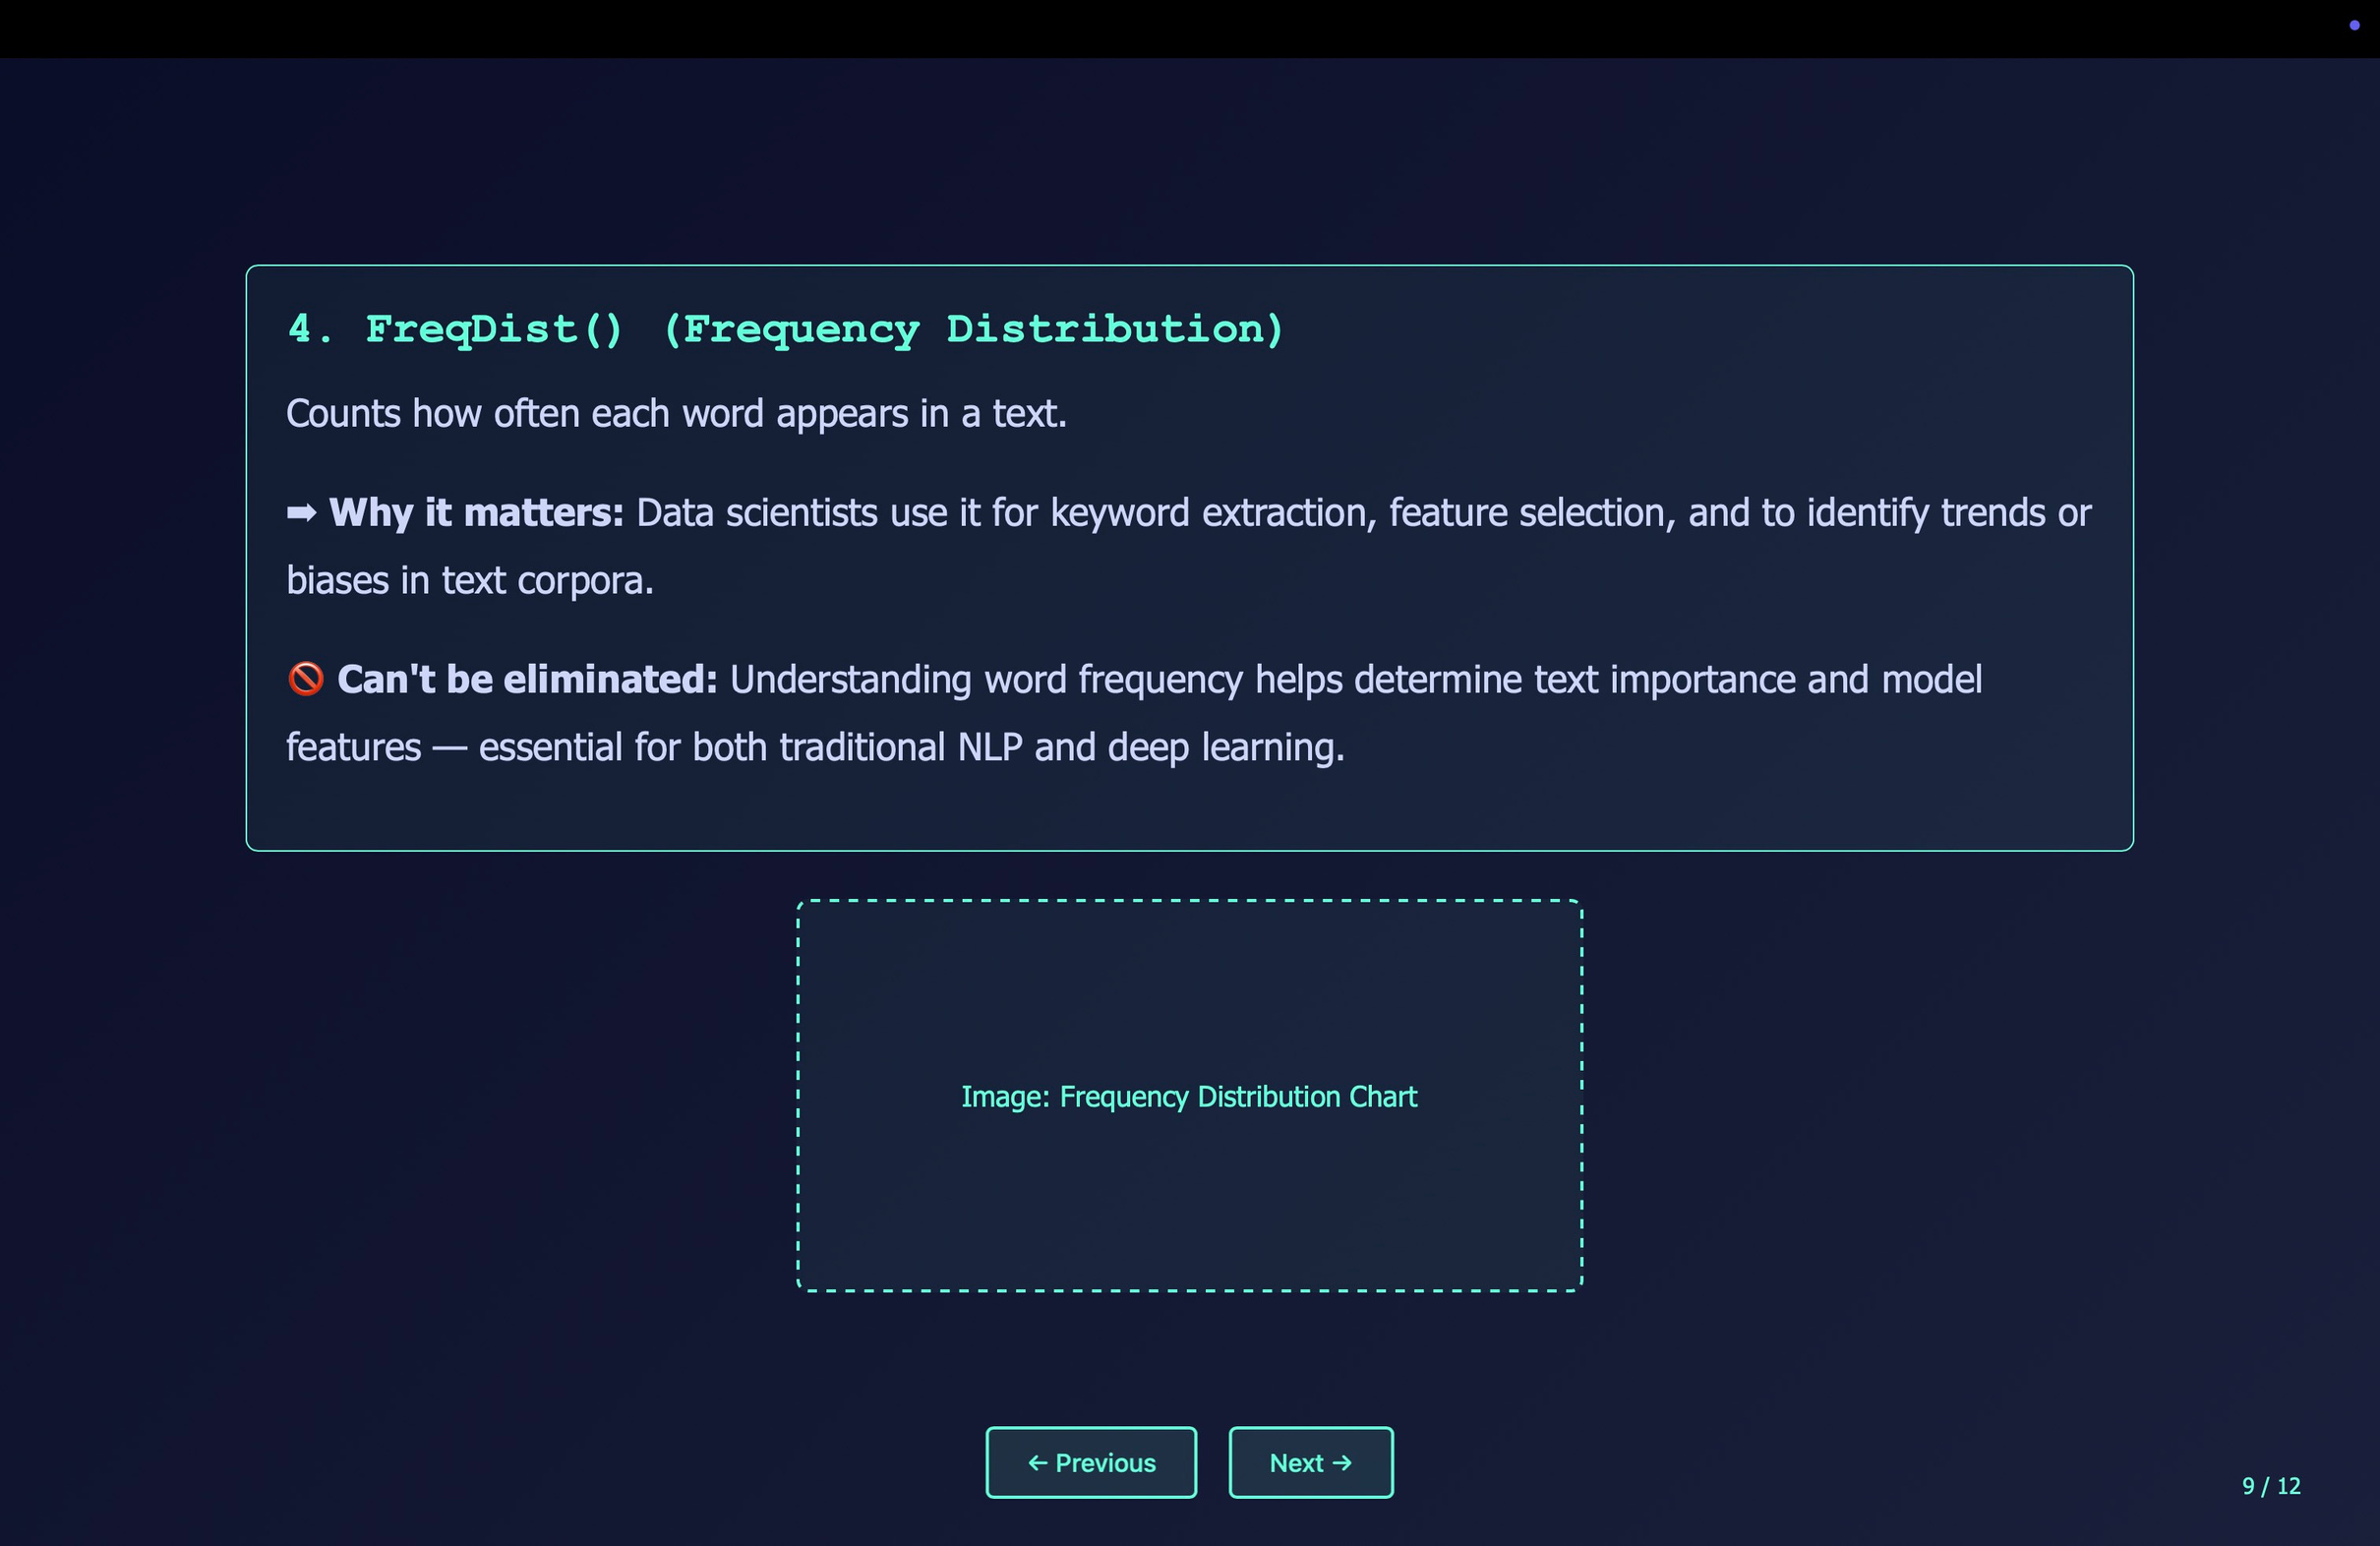 4. FreqDist() (Frequency Distribution)
Counts how often each word appears in a text.
➡ Why it matters: Data scientists use it for keyword extraction, feature selection, and to identify trends or
biases in text corpora.
🚫 Can't be eliminated: Understanding word frequency helps determine text importance and model
features — essential for both traditional NLP and deep learning.
Image: Frequency Distribution Chart
← Previous
Next →
9 / 12